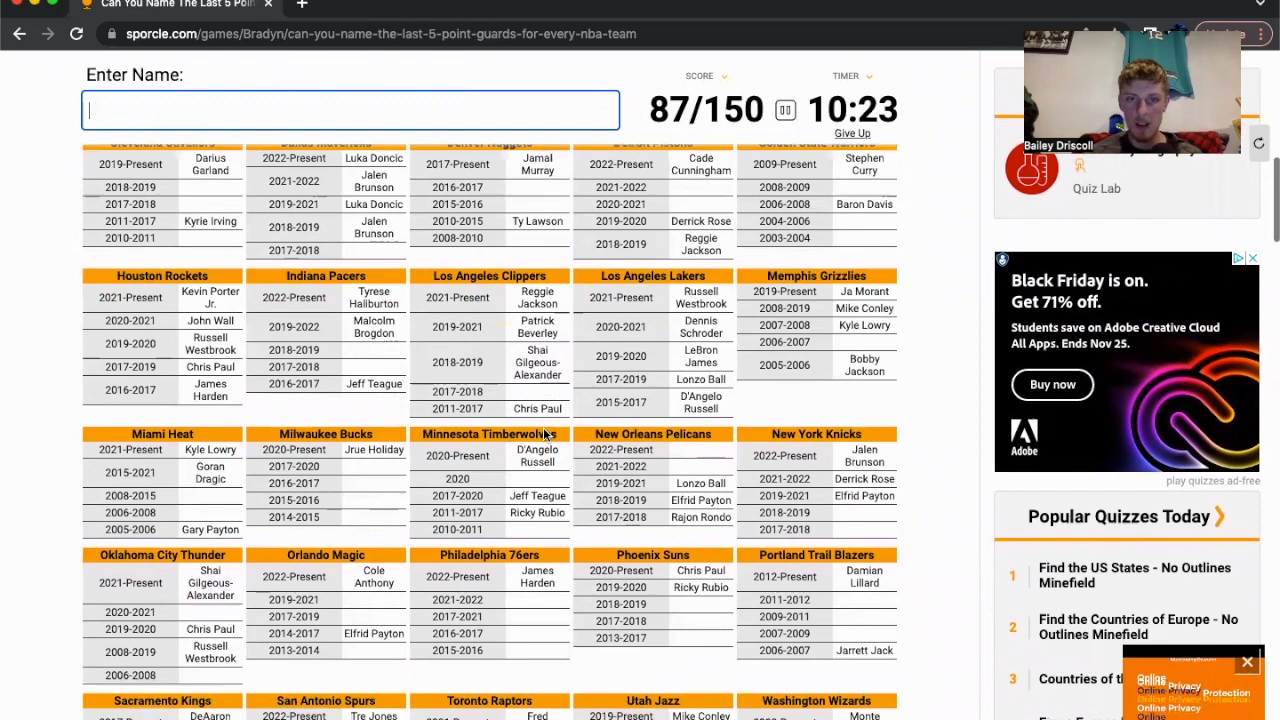 Can You Name The Last 5 Poin
sporcle.com/games/Bradyn/can-you-name-the-last-5-point-guards-for-every-nba-team
Enter Name:
SCORE
TIMER
87/150
10:23
Give Up
Bailey Driscoll
Quiz Lab
2019-Present Darius Garland
2018-2019
2017-2018
2011-2017 Kyrie Irving
2010-2011
2022-Present Luka Doncic
2021-2022 Jalen Brunson
2019-2021 Luka Doncic
2018-2019 Jalen Brunson
2017-2018
2017-Present Jamal Murray
2016-2017
2015-2016
2010-2015 Ty Lawson
2008-2010
2022-Present Cade Cunningham
2021-2022
2020-2021
2019-2020 Derrick Rose
2018-2019 Reggie Jackson
2009-Present Stephen Curry
2008-2009
2006-2008 Baron Davis
2004-2006
2003-2004
Houston Rockets
2021-Present Kevin Porter Jr.
2020-2021 John Wall
2019-2020 Russell Westbrook
2017-2019 Chris Paul
2016-2017 James Harden
Indiana Pacers
2022-Present Tyrese Haliburton
2019-2022 Malcolm Brogdon
2018-2019
2017-2018
2016-2017 Jeff Teague
Los Angeles Clippers
2021-Present Reggie Jackson
2019-2021 Patrick Beverley
2018-2019 Shai Gilgeous-Alexander
2017-2018
2011-2017 Chris Paul
Los Angeles Lakers
2021-Present Russell Westbrook
2020-2021 Dennis Schroder
2019-2020 LeBron James
2017-2019 Lonzo Ball
2015-2017 D'Angelo Russell
Memphis Grizzlies
2019-Present Ja Morant
2008-2019 Mike Conley
2007-2008 Kyle Lowry
2006-2007
2005-2006 Bobby Jackson
Miami Heat
2021-Present Kyle Lowry
2015-2021 Goran Dragic
2008-2015
2006-2008
2005-2006 Gary Payton
Milwaukee Bucks
2020-Present Jrue Holiday
2017-2020
2016-2017
2015-2016
2014-2015
Minnesota Timberwolves
2020-Present D'Angelo Russell
2020
2017-2020 Jeff Teague
2011-2017 Ricky Rubio
2010-2011
New Orleans Pelicans
2022-Present
2021-2022
2019-2021 Lonzo Ball
2018-2019 Elfrid Payton
2017-2018 Rajon Rondo
New York Knicks
2022-Present Jalen Brunson
2021-2022 Derrick Rose
2019-2021 Elfrid Payton
2018-2019
2017-2018
Oklahoma City Thunder
2021-Present Shai Gilgeous-Alexander
2020-2021
2019-2020 Chris Paul
2008-2019 Russell Westbrook
2006-2008
Orlando Magic
2022-Present Cole Anthony
2019-2021
2017-2019
2014-2017 Elfrid Payton
2013-2014
Philadelphia 76ers
2022-Present James Harden
2021-2022
2017-2021
2016-2017
2015-2016
Phoenix Suns
2020-Present Chris Paul
2019-2020 Ricky Rubio
2018-2019
2017-2018
2013-2017
Portland Trail Blazers
2012-Present Damian Lillard
2011-2012
2009-2011
2007-2009
2006-2007 Jarrett Jack
Sacramento Kings
DeAaron
San Antonio Spurs
2022-Present Tre Jones
Toronto Raptors
Fred
Utah Jazz
2019-Present Mike Conley
Washington Wizards
Monte
Black Friday is on.
Get 71% off.
Students save on Adobe Creative Cloud
All Apps. Ends Nov 25.
Buy now
Adobe
play quizzes ad-free
Popular Quizzes Today
1 Find the US States - No Outlines Minefield
2 Find the Countries of Europe - No Outlines Minefield
3 Countries of t
Online Privacy
Protection